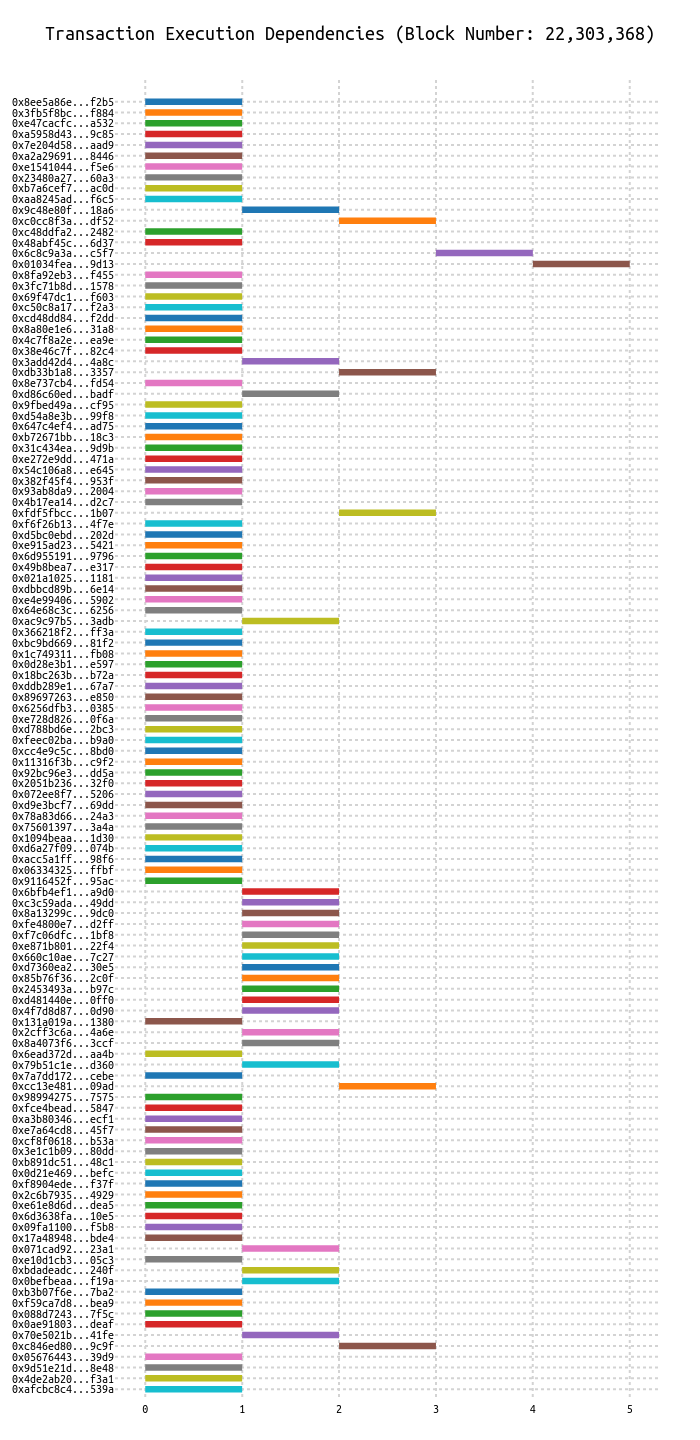 Transaction Execution Dependencies (Block Number: 22,303,368)
0x8ee5a86e...f2b5
0x3fb5f8bc...f884
0xe47cacfc...a532
0xa5958d43...9c85
0x7e204d58...aad9
0xa2a29691...8446
0xe1541044...f5e6
0x23480a27...60a3
0xb7a6cef7...ac0d
0xaa8245ad...f6c5
0x9c48e80f...18a6
0xc0cc8f3a...df52
0xc48ddfa2...2482
0x48abf45c...6d37
0x6c8c9a3a...c5f7
0x01034fea...9d13
0x8fa92eb3...f455
0x3fc71b8d...1578
0x69f47dc1...f603
0xc50c8a17...f2a3
0xcd48dd84...f2dd
0x8a80e1e6...31a8
0x4c7f8a2e...ea9e
0x38e46c7f...82c4
0x3add42d4...4a8c
0xdb33b1a8...3357
0x8e737cb4...fd54
0xd86c60ed...badf
0x9fbed49a...cf95
0xd54a8e3b...99f8
0x647c4ef4...ad75
0xb72671bb...18c3
0x31c434ea...9d9b
0xe272e9dd...471a
0x54c106a8...e645
0x382f45f4...953f
0x93ab8da9...2004
0x4b17ea14...d2c7
0xfdf5fbcc...1b07
0xf6f26b13...4f7e
0xd5bc0ebd...202d
0xe915ad23...5421
0x6d955191...9796
0x49b8bea7...e317
0x021a1025...1181
0xdbbcd89b...6e14
0xe4e99406...5902
0x64e68c3c...6256
0xac9c97b5...3adb
0x366218f2...ff3a
0xbc9bd669...81f2
0x1c749311...fb08
0x0d28e3b1...e597
0x18bc263b...b72a
0xddb289e1...67a7
0x89697263...e850
0x6256dfb3...0385
0xe728d826...0f6a
0xd788bd6e...2bc3
0xfeec02ba...b9a0
0xcc4e9c5c...8bd0
0x11316f3b...c9f2
0x92bc96e3...dd5a
0x2051b236...32f0
0x072ee8f7...5206
0xd9e3bcf7...69dd
0x78a83d66...24a3
0x75601397...3a4a
0x1094beaa...1d30
0xd6a27f09...074b
0xacc5a1ff...98f6
0x06334325...ffbf
0x9116452f...95ac
0x6bfb4ef1...a9d0
0xc3c59ada...49dd
0x8a13299c...9dc0
0xfe4800e7...d2ff
0xf7c06dfc...1bf8
0xe871b801...22f4
0x660c10ae...7c27
0xd7360ea2...30e5
0x85b76f36...2c0f
0x2453493a...b97c
0xd481440e...0ff0
0x4f7d8d87...0d90
0x131a019a...1380
0x2cff3c6a...4a6e
0x8a4073f6...3ccf
0x6ead372d...aa4b
0x79b51c1e...d360
0x7a7dd172...cebe
0xcc13e481...09ad
0x98994275...7575
0xfce4bead...5847
0xa3b80346...ecf1
0xe7a64cd8...45f7
0xcf8f0618...b53a
0x3e1c1b09...80dd
0xb891dc51...48c1
0x0d21e469...befc
0xf8904ede...f37f
0x2c6b7935...4929
0xe61e8d6d...dea5
0x6d3638fa...10e5
0x09fa1100...f5b8
0x17a48948...bde4
0x071cad92...23a1
0xe10d1cb3...05c3
0xbdadeadc...240f
0x0befbeaa...f19a
0xb3b07f6e...7ba2
0xf59ca7d8...bea9
0x088d7243...7f5c
0x0ae91803...deaf
0x70e5021b...41fe
0xc846ed80...9c9f
0x05676443...39d9
0x9d51e21d...8e48
0x4de2ab20...f3a1
0xafcbc8c4...539a
0 1 2 3 4 5